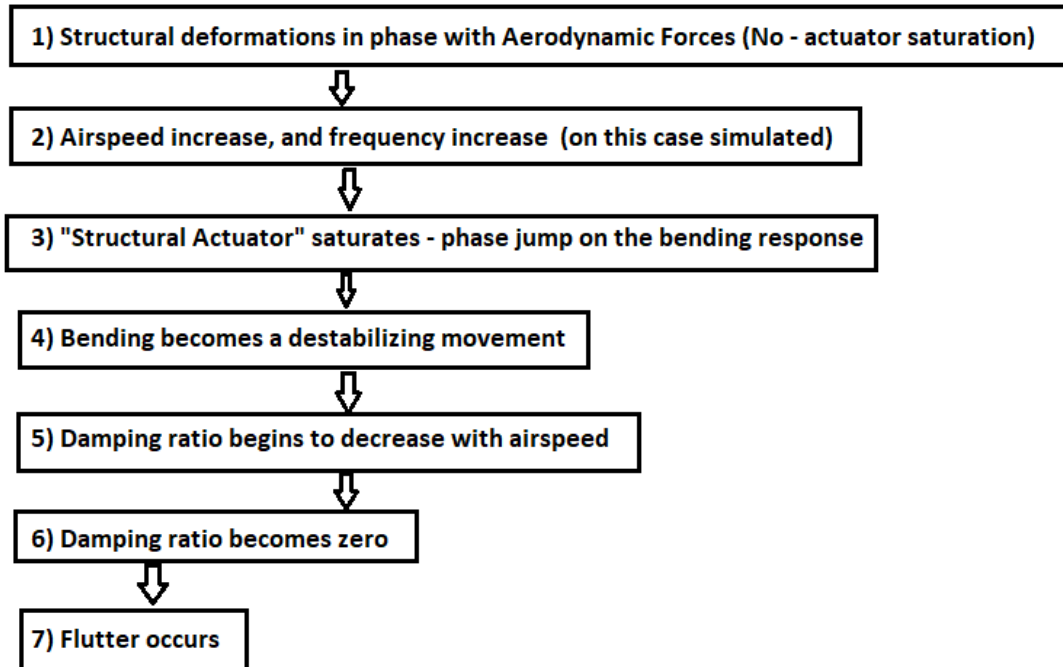 1) Structural deformations in phase with Aerodynamic Forces (No - actuator saturation)
2) Airspeed increase, and frequency increase (on this case simulated)
3) "Structural Actuator" saturates - phase jump on the bending response
4) Bending becomes a destabilizing movement
5) Damping ratio begins to decrease with airspeed
6) Damping ratio becomes zero
7) Flutter occurs